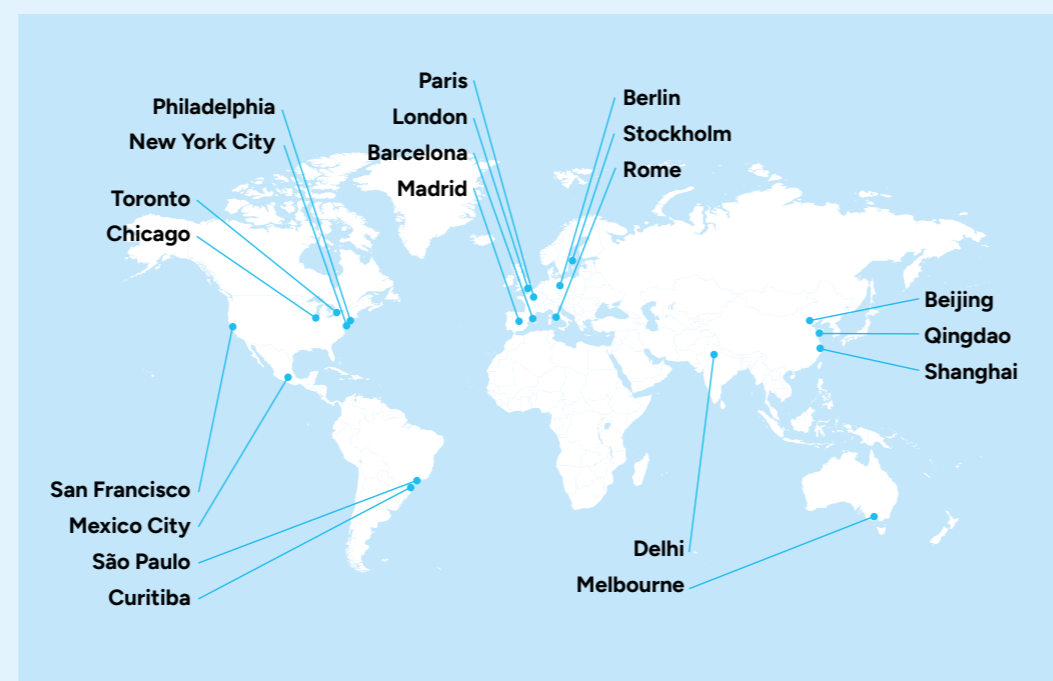 Philadelphia
New York City
Toronto
Chicago
San Francisco
Mexico City
São Paulo
Curitiba
Paris
London
Barcelona
Madrid
Berlin
Stockholm
Rome
Beijing
Qingdao
Shanghai
Delhi
Melbourne